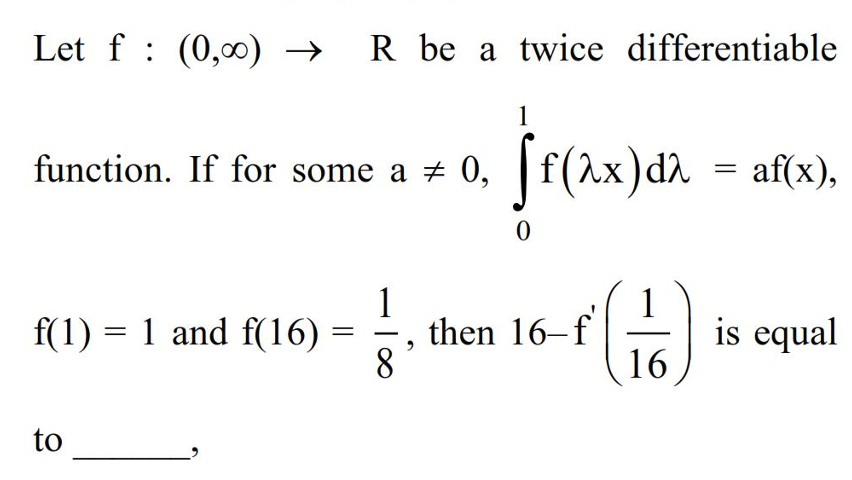 Let f : (0,∞) → R be a twice differentiable
function. If for some a ≠ 0, ∫₀¹ f(λx)dλ = af(x),
f(1) = 1 and f(16) = 1/8, then 16–f'(1/16) is equal
to ______,